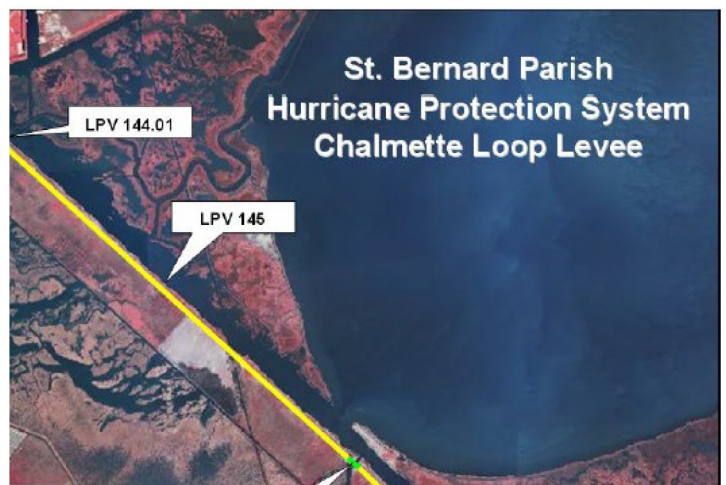 St. Bernard Parish
Hurricane Protection System
Chalmette Loop Levee
LPV 144.01
LPV 145